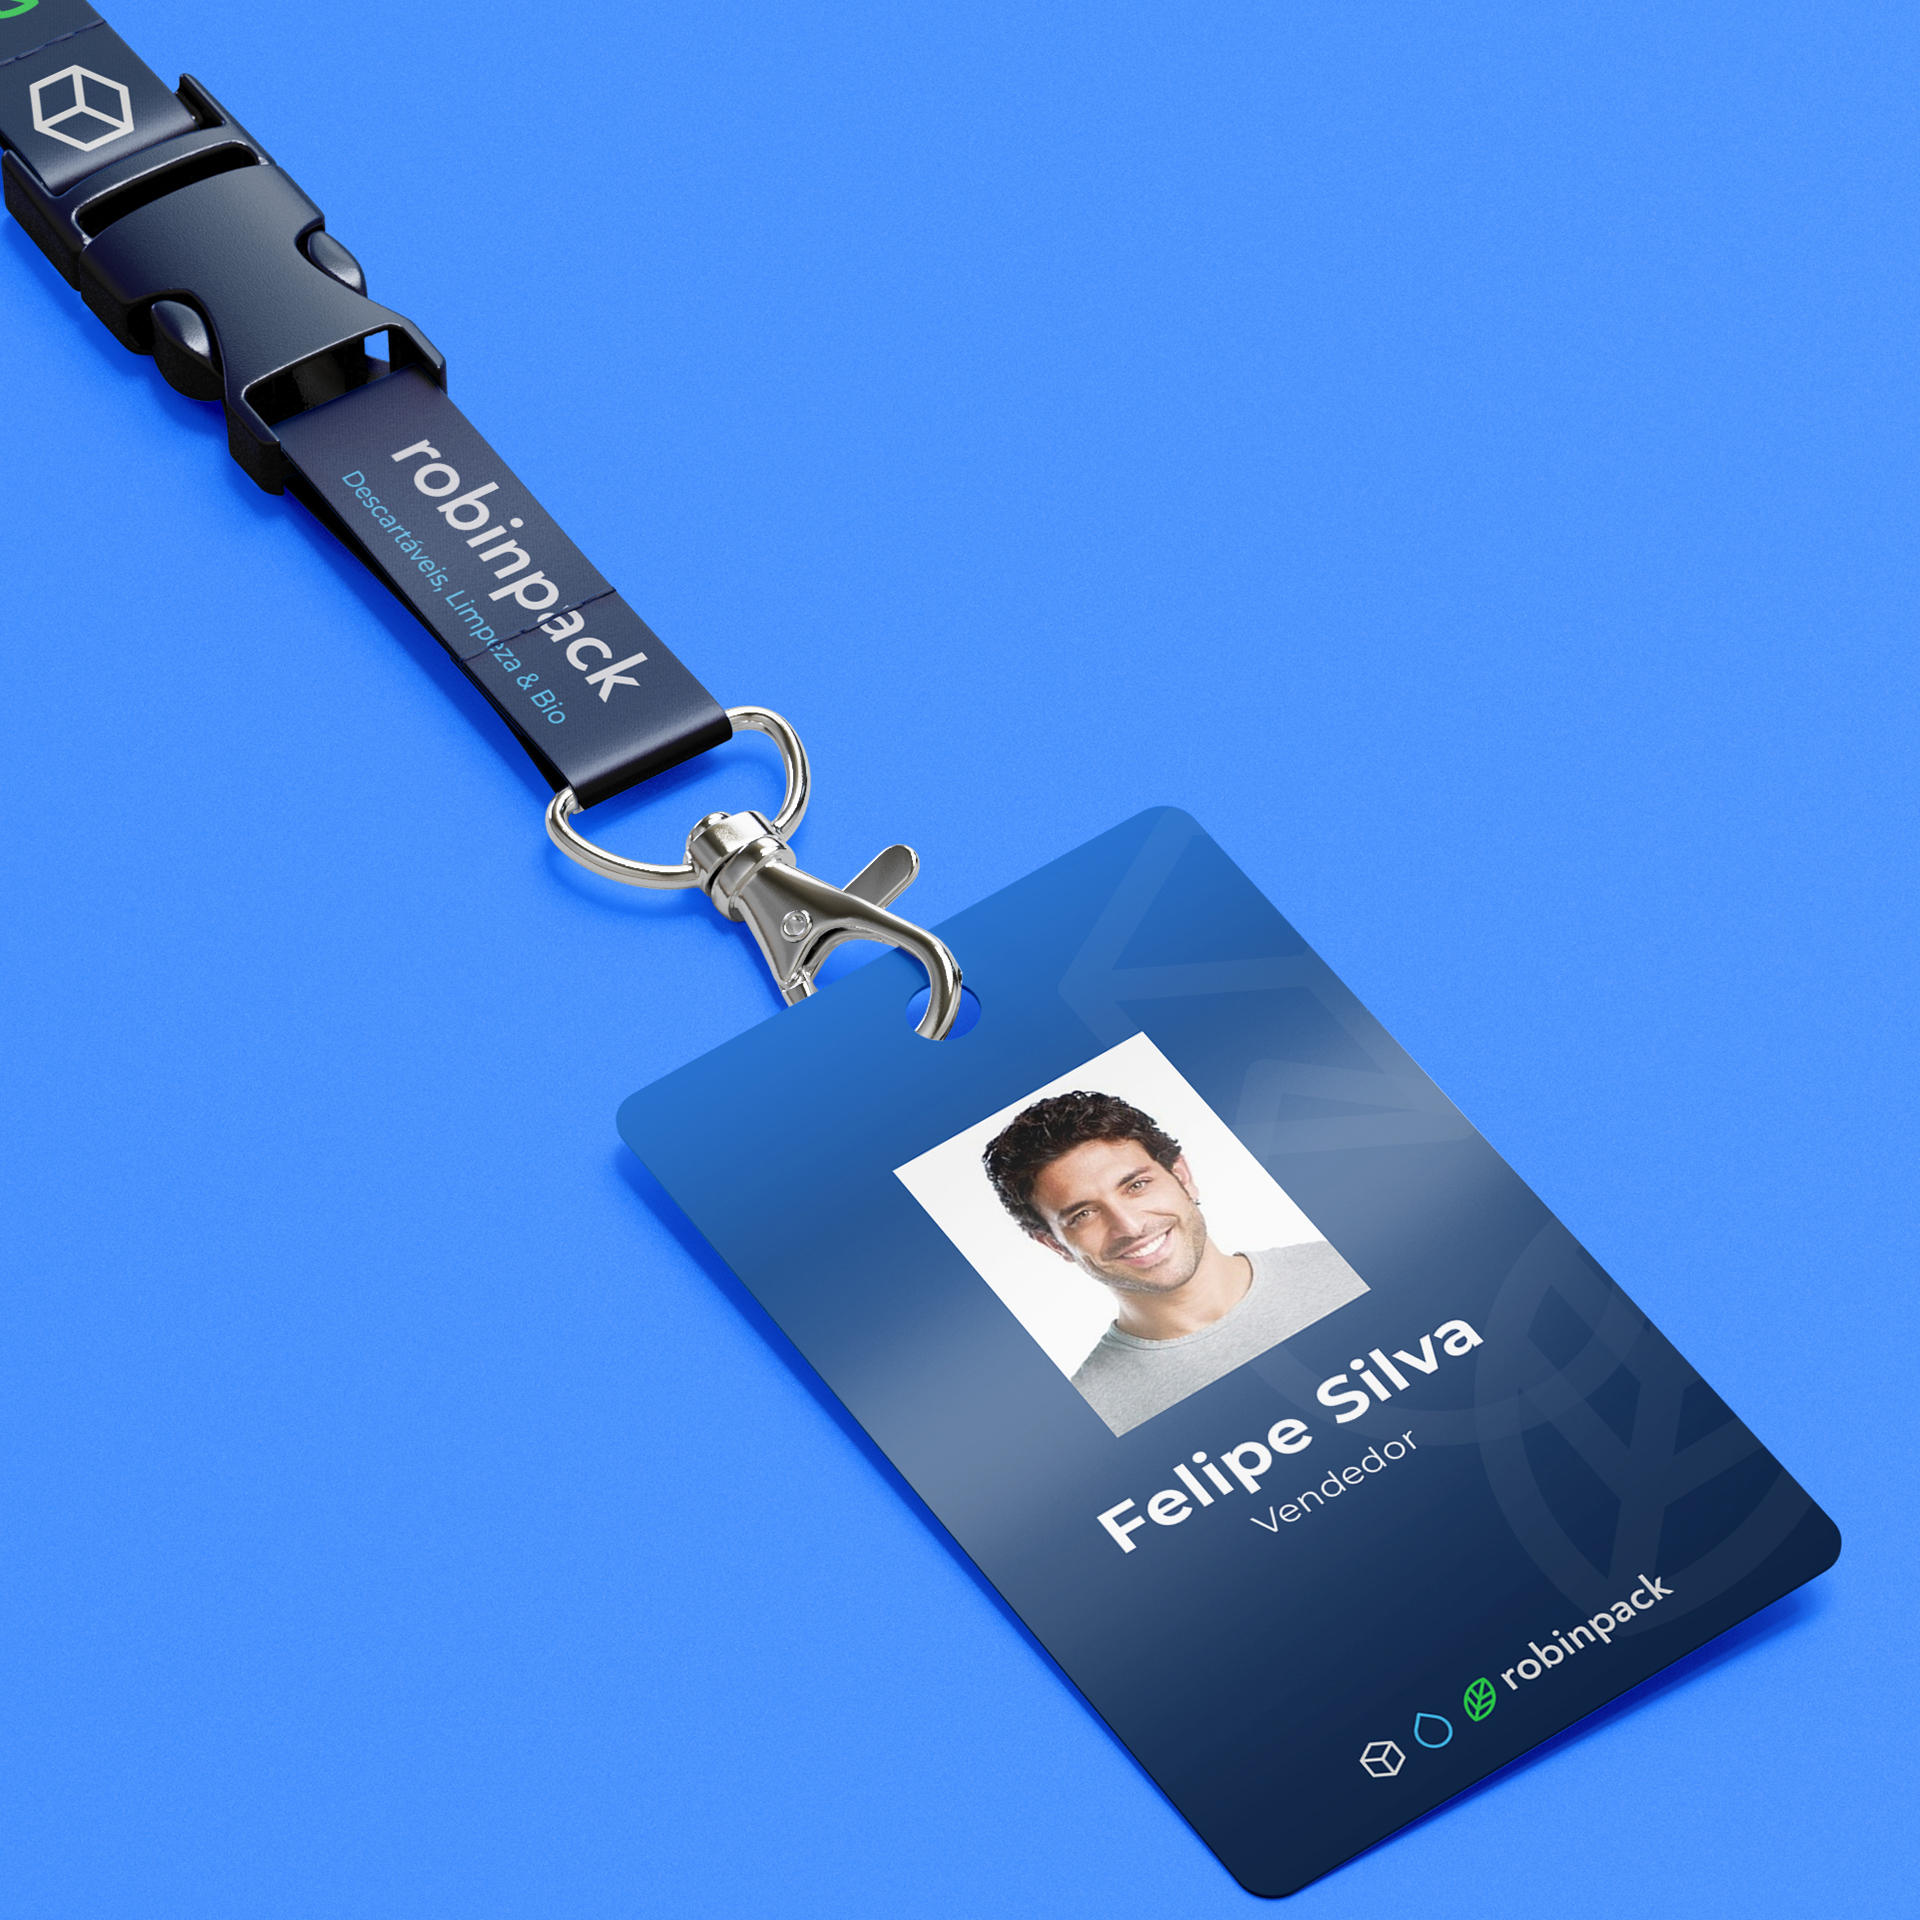 robinpack
Descartáveis, Limpeza & Bio
Felipe Silva
Vendedor
robinpack